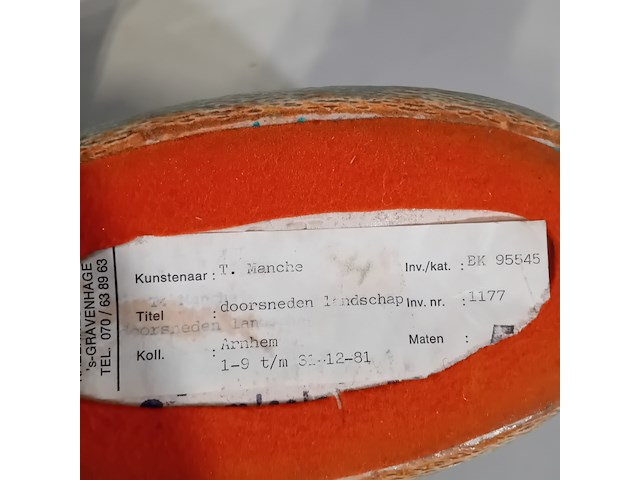 's-GRAVENHAGE
TEL. 070 / 63 89 63
Kunstenaar : T. Manche Inv./kat. : BK 95545
Titel : doorsneden landschap Inv. nr. : 1177
doorsneden
Koll. : Arnhem Maten :
1-9 t/m 31-12-81